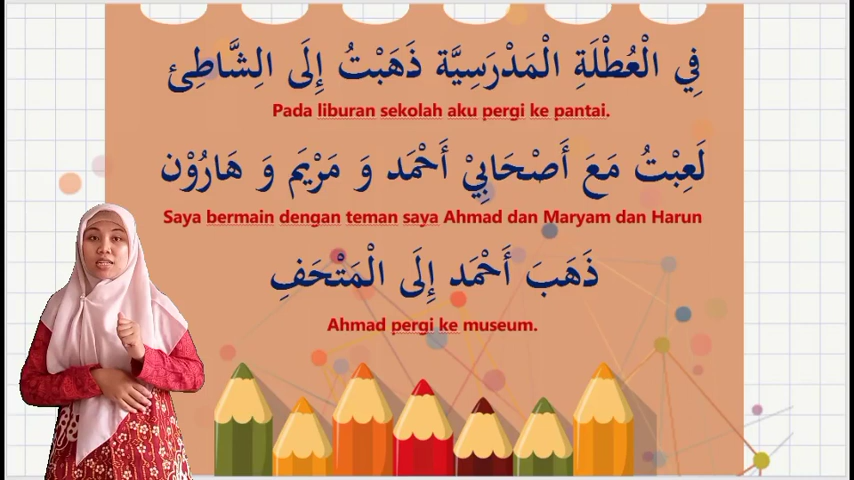 فِي الْعُطْلَةِ الْمَدْرَسِيَّة ذَهَبْتُ إِلَى الِشَّاطِئ
Pada liburan sekolah aku pergi ke pantai.
لَعِبْتُ مَعَ أَصْحَابِيْ أَحْمَد وَ مَرْيَم وَ هَارُوْن
Saya bermain dengan teman saya Ahmad dan Maryam dan Harun
ذَهَبَ أَحْمَد إِلَى الْمَتْحَفِ
Ahmad pergi ke museum.